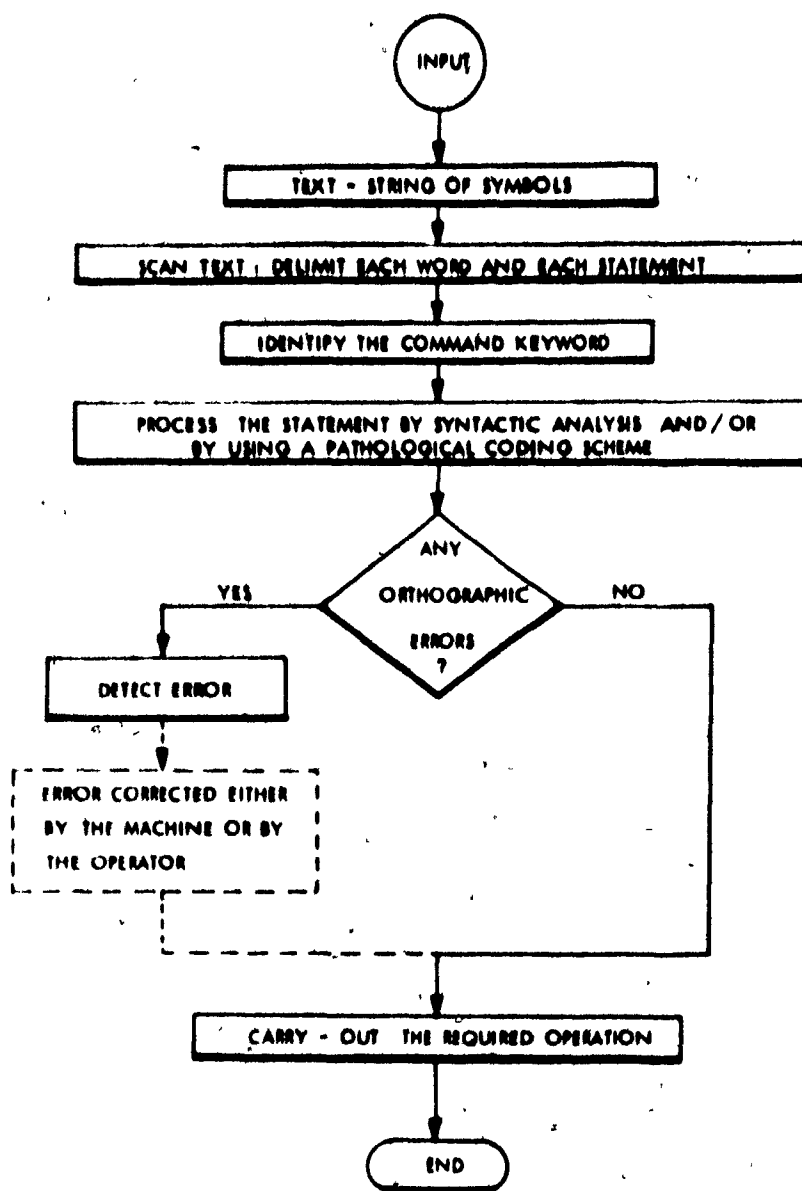 INPUT
TEXT - STRING OF SYMBOLS
SCAN TEXT : DELIMIT EACH WORD AND EACH STATEMENT
IDENTIFY THE COMMAND KEYWORD
PROCESS THE STATEMENT BY SYNTACTIC ANALYSIS AND/OR
BY USING A PATHOLOGICAL CODING SCHEME
ANY
ORTHOGRAPHIC
ERRORS
?
YES
NO
DETECT ERROR
ERROR CORRECTED EITHER
BY THE MACHINE OR BY
THE OPERATOR
CARRY - OUT THE REQUIRED OPERATION
END